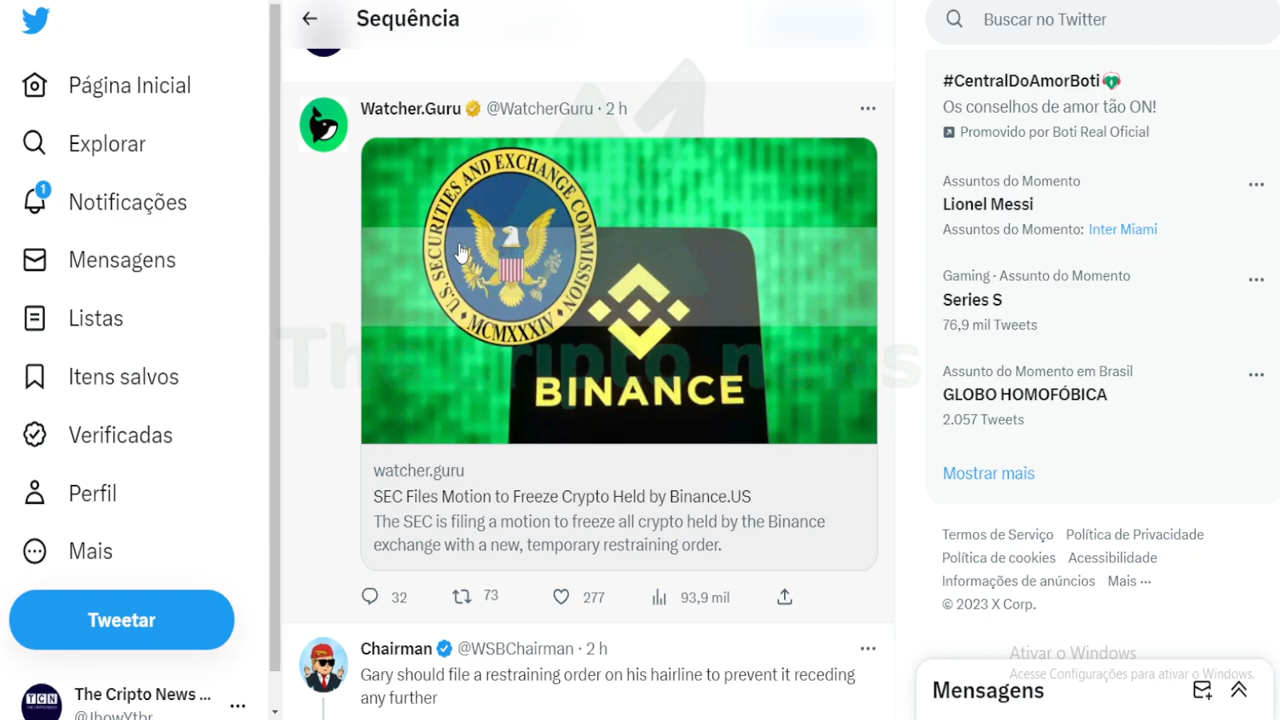 Sequência
Buscar no Twitter
Página Inicial
Explorar
1
Notificações
Mensagens
Listas
Itens salvos
Verificadas
Perfil
Mais
Tweetar
The Cripto News ...
TCN
@JhowYtbr
Watcher.Guru @WatcherGuru · 2 h
U.S. SECURITIES AND EXCHANGE COMMISSION
MCMXXXIV
BINANCE
The Cripto news
watcher.guru
SEC Files Motion to Freeze Crypto Held by Binance.US
The SEC is filing a motion to freeze all crypto held by the Binance
exchange with a new, temporary restraining order.
32 73 277 93,9 mil
Chairman @WSBChairman · 2 h
Gary should file a restraining order on his hairline to prevent it receding
any further
#CentralDoAmorBoti
Os conselhos de amor tão ON!
Promovido por Boti Real Oficial
Assuntos do Momento
Lionel Messi
Assuntos do Momento: Inter Miami
Gaming · Assunto do Momento
Series S
76,9 mil Tweets
Assunto do Momento em Brasil
GLOBO HOMOFÓBICA
2.057 Tweets
Mostrar mais
Termos de Serviço Política de Privacidade
Política de cookies Acessibilidade
Informações de anúncios Mais ···
© 2023 X Corp.
Ativar o Windows
Acesse Configurações para ativar o Windows.
Mensagens